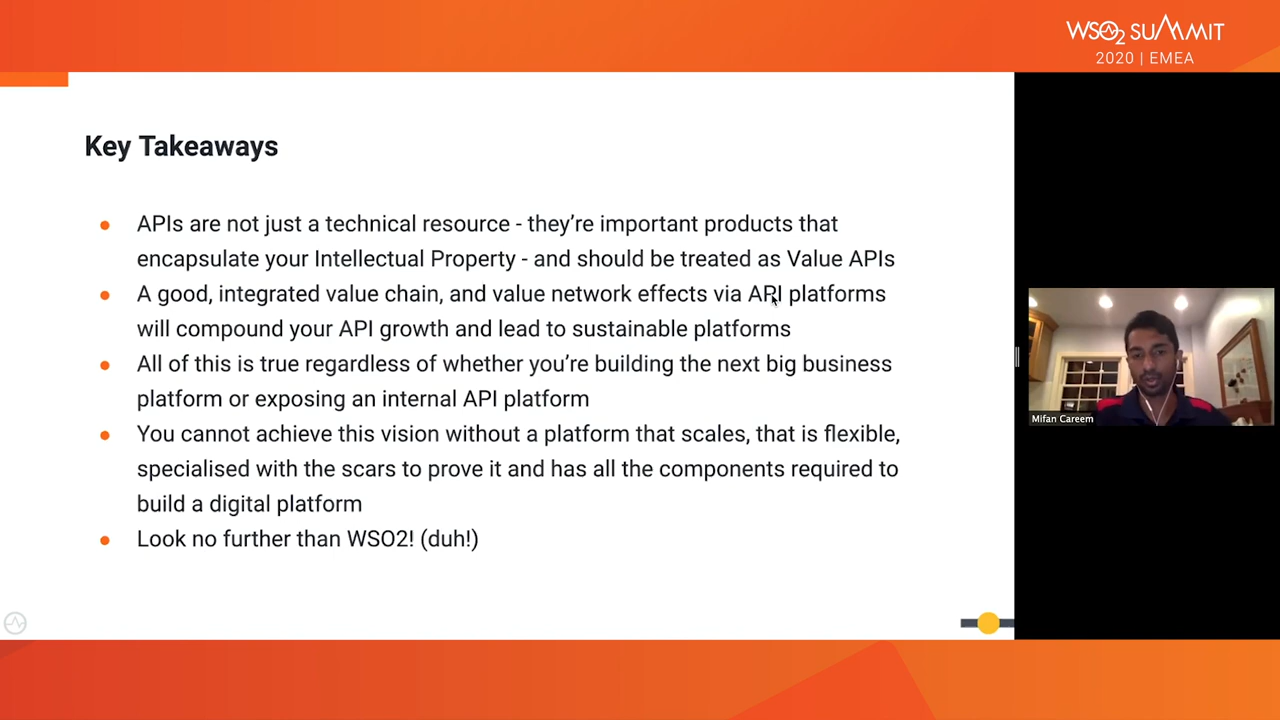 WSO2 SUMMIT
2020 | EMEA
Key Takeaways
APIs are not just a technical resource - they’re important products that
encapsulate your Intellectual Property - and should be treated as Value APIs
A good, integrated value chain, and value network effects via API platforms
will compound your API growth and lead to sustainable platforms
All of this is true regardless of whether you’re building the next big business
platform or exposing an internal API platform
You cannot achieve this vision without a platform that scales, that is flexible,
specialised with the scars to prove it and has all the components required to
build a digital platform
Look no further than WSO2! (duh!)
Mifan Careem